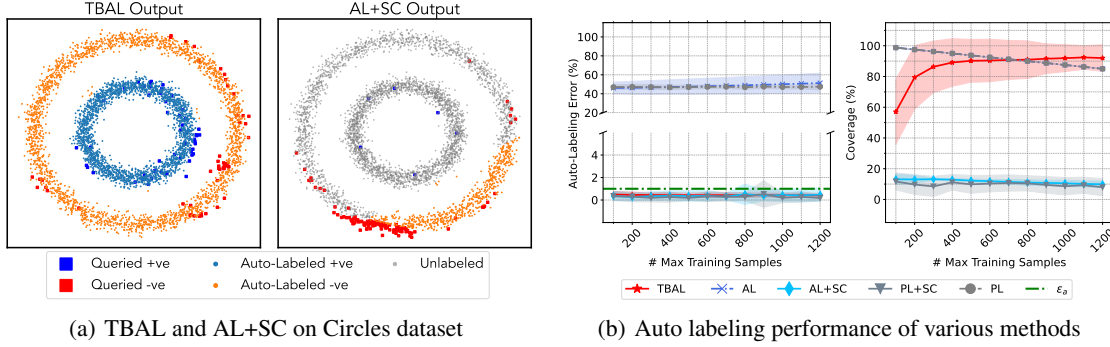 TBAL Output
AL+SC Output
Queried +ve
Auto-Labeled +ve
Unlabeled
Queried -ve
Auto-Labeled -ve
(a) TBAL and AL+SC on Circles dataset
Auto-Labeling Error (%)
100
80
60
40
20
4
2
0
200
400
600
800
1000
1200
# Max Training Samples
Coverage (%)
100
90
80
60
20
10
0
200
400
600
800
1000
1200
# Max Training Samples
TBAL
AL
AL+SC
PL+SC
PL
εₐ
(b) Auto labeling performance of various methods